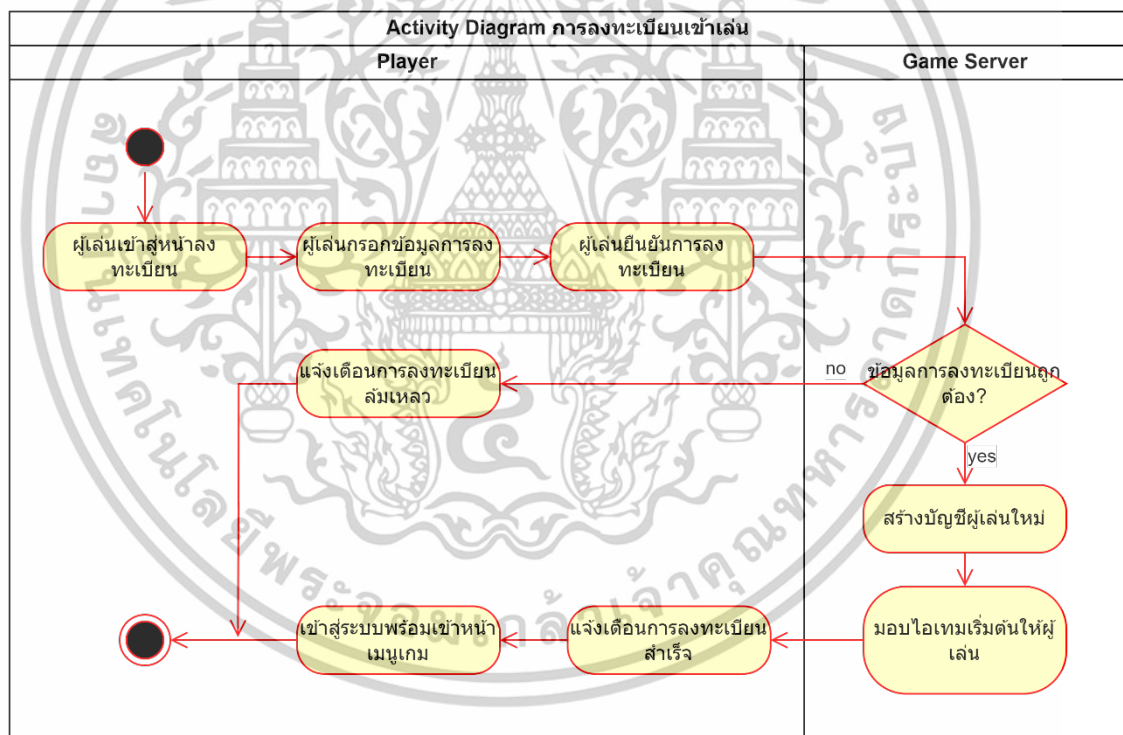 Activity Diagram การลงทะเบียนเข้าเล่น
Player
Game Server
ผู้เล่นเข้าสู่หน้าลง
ทะเบียน
ผู้เล่นกรอกข้อมูลการลง
ทะเบียน
ผู้เล่นยืนยันการลง
ทะเบียน
แจ้งเตือนการลงทะเบียน
ล้มเหลว
no
ข้อมูลการลงทะเบียนถูก
ต้อง?
yes
สร้างบัญชีผู้เล่นใหม่
เข้าสู่ระบบพร้อมเข้าหน้า
เมนูเกม
แจ้งเตือนการลงทะเบียน
สำเร็จ
มอบไอเทมเริ่มต้นให้ผู้
เล่น